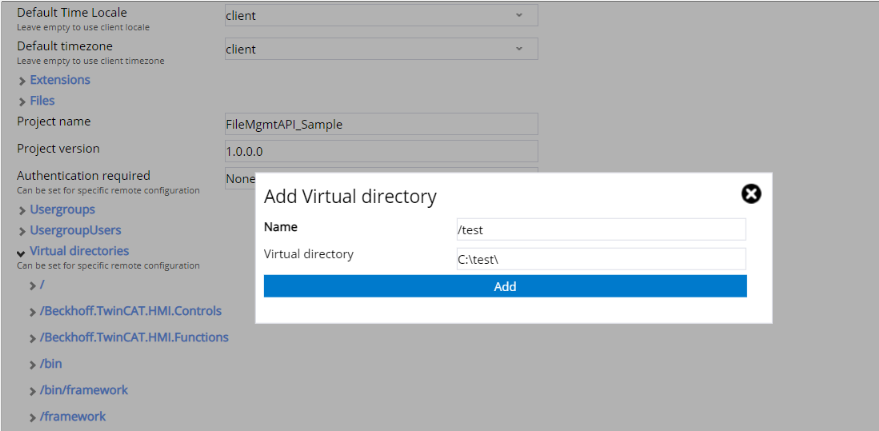 Default Time Locale
client
Leave empty to use client locale
Default timezone
client
Leave empty to use client timezone
Extensions
Files
Project name
FileMgmtAPI_Sample
Project version
1.0.0.0
Authentication required
None
Can be set for specific remote configuration
Usergroups
UsergroupUsers
Virtual directories
Can be set for specific remote configuration
/
/Beckhoff.TwinCAT.HMI.Controls
/Beckhoff.TwinCAT.HMI.Functions
/bin
/bin/framework
/framework
Add Virtual directory
Name
/test
Virtual directory
C:\test\
Add